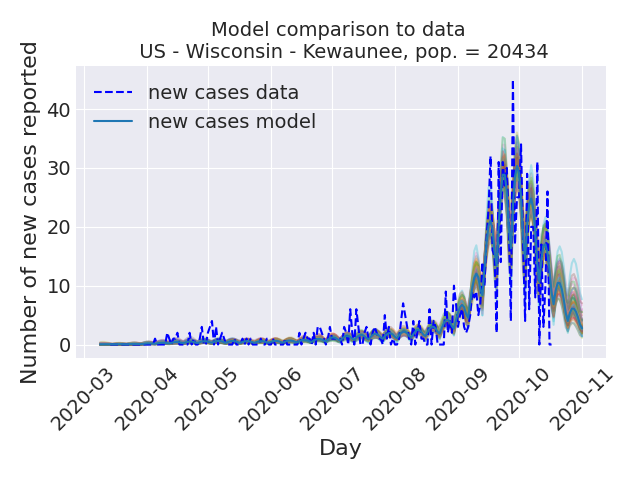 Model comparison to data
US - Wisconsin - Kewaunee, pop. = 20434
Number of new cases reported
new cases data
new cases model
40
30
20
10
0
2020-03
2020-04
2020-05
2020-06
2020-07
2020-08
2020-09
2020-10
2020-11
Day